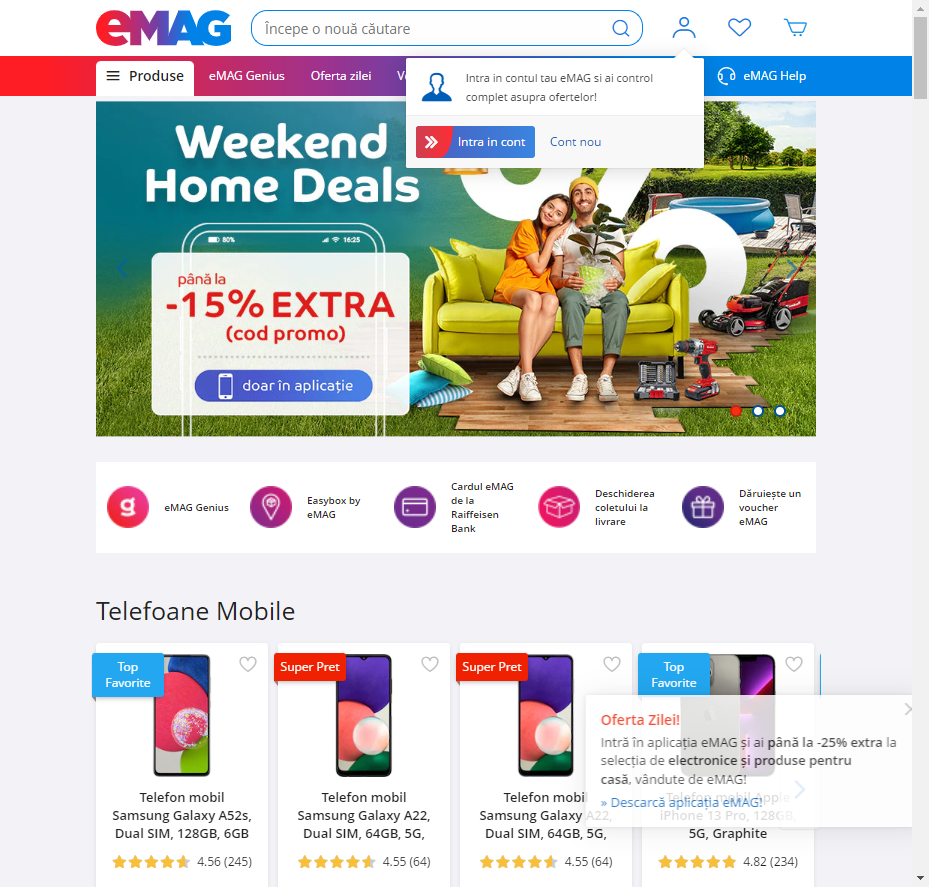 eMAG
Începe o nouă căutare
Produse
eMAG Genius
Oferta zilei
eMAG Help
Intra in contul tau eMAG si ai control
complet asupra ofertelor!
Intra in cont
Cont nou
Weekend
Home Deals
80%
16:25
până la
-15% EXTRA
(cod promo)
doar în aplicație
%
g
eMAG Genius
Easybox by
eMAG
Cardul eMAG
de la
Raiffeisen
Bank
Deschiderea
coletului la
livrare
Dăruiește un
voucher
eMAG
Telefoane Mobile
Top
Favorite
Telefon mobil
Samsung Galaxy A52s,
Dual SIM, 128GB, 6GB
4.56 (245)
Super Pret
Telefon mobil
Samsung Galaxy A22,
Dual SIM, 64GB, 5G,
4.55 (64)
Super Pret
Telefon mobil
Samsung Galaxy A22,
Dual SIM, 64GB, 5G,
4.55 (64)
Top
Favorite
Telefon mobil Apple
iPhone 13 Pro, 128GB,
5G, Graphite
4.82 (234)
Oferta Zilei!
Intră în aplicația eMAG și ai până la -25% extra la
selecția de electronice și produse pentru
casă, vândute de eMAG!
» Descarcă aplicația eMAG!